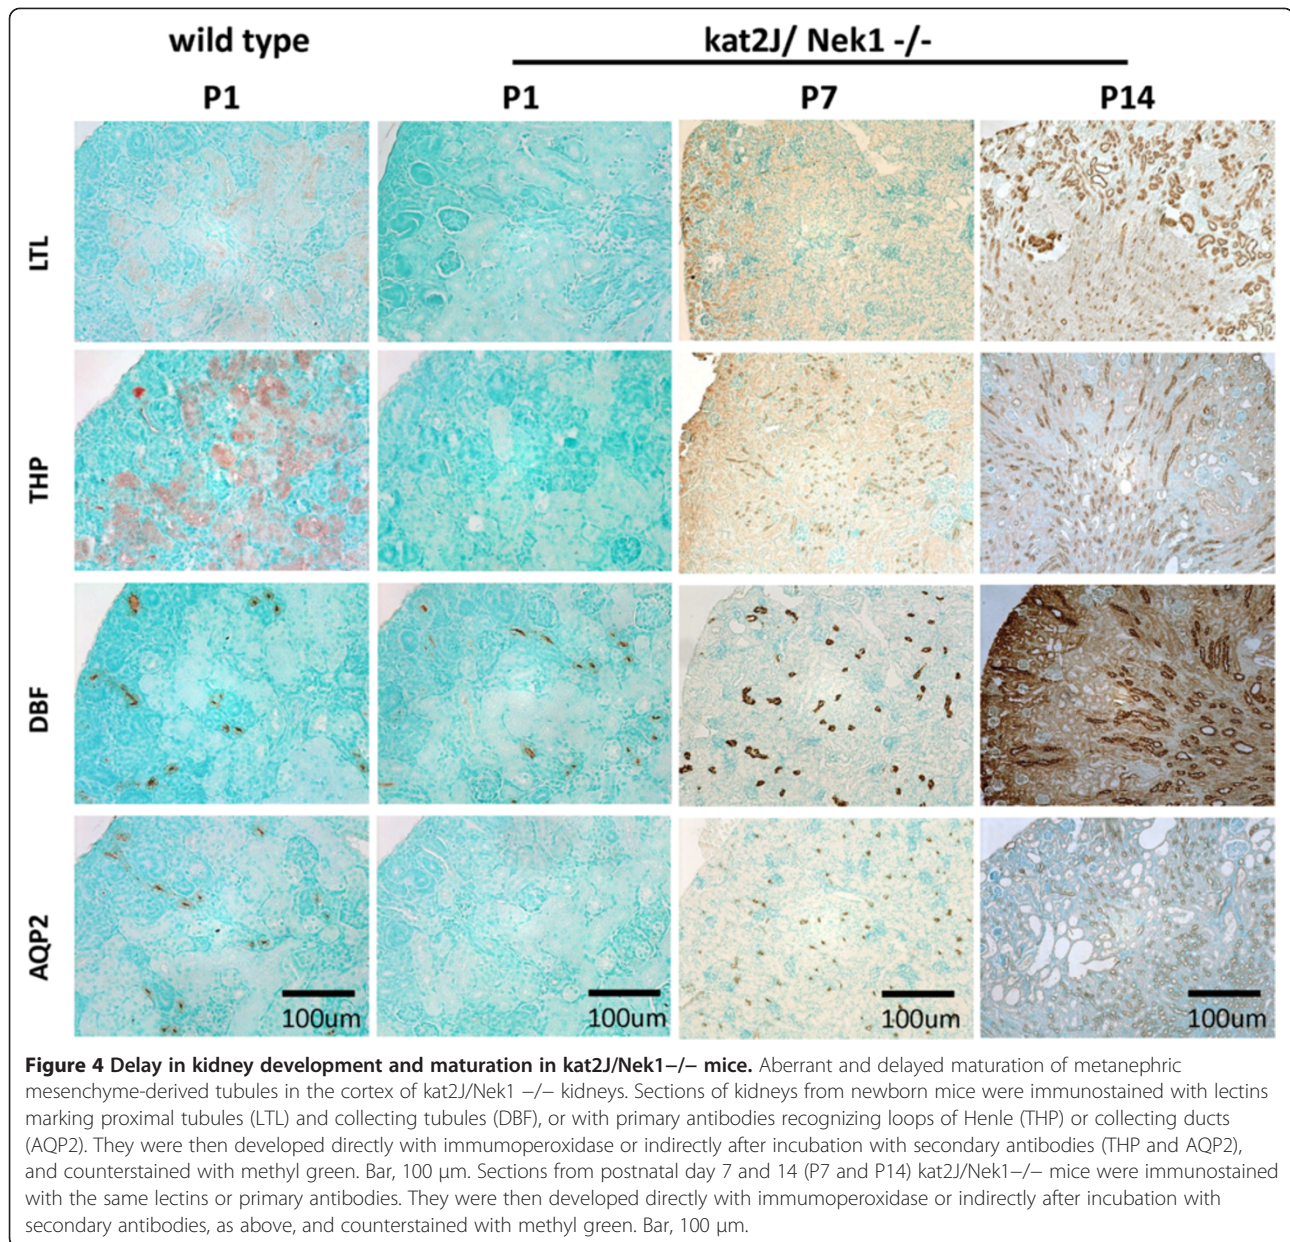 wild type
kat2J/ Nek1 -/-
P1
P1
P7
P14
LTL
THP
DBF
AQP2
100um
100um
100um
100um
Figure 4 Delay in kidney development and maturation in kat2J/Nek1−/− mice. Aberrant and delayed maturation of metanephric
mesenchyme-derived tubules in the cortex of kat2J/Nek1 −/− kidneys. Sections of kidneys from newborn mice were immunostained with lectins
marking proximal tubules (LTL) and collecting tubules (DBF), or with primary antibodies recognizing loops of Henle (THP) or collecting ducts
(AQP2). They were then developed directly with immumoperoxidase or indirectly after incubation with secondary antibodies (THP and AQP2),
and counterstained with methyl green. Bar, 100 μm. Sections from postnatal day 7 and 14 (P7 and P14) kat2J/Nek1−/− mice were immunostained
with the same lectins or primary antibodies. They were then developed directly with immumoperoxidase or indirectly after incubation with
secondary antibodies, as above, and counterstained with methyl green. Bar, 100 μm.